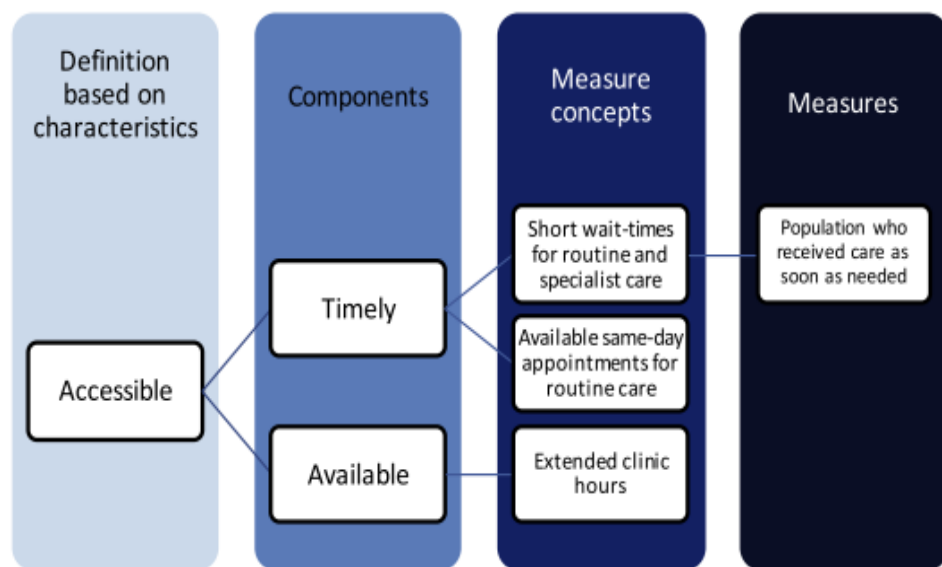 Definition
based on
characteristics
Components
Measure
concepts
Measures
Accessible
Timely
Available
Short wait-times
for routine and
specialist care
Available same-day
appointments for
routine care
Extended clinic
hours
Population who
received care as
soon as needed